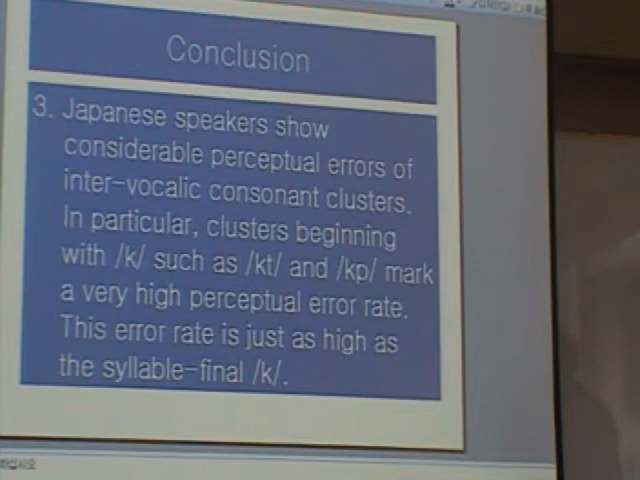 Conclusion
3. Japanese speakers show
considerable perceptual errors of
inter-vocalic consonant clusters.
In particular, clusters beginning
with /k/ such as /kt/ and /kp/ mark
a very high perceptual error rate.
This error rate is just as high as
the syllable-final /k/.